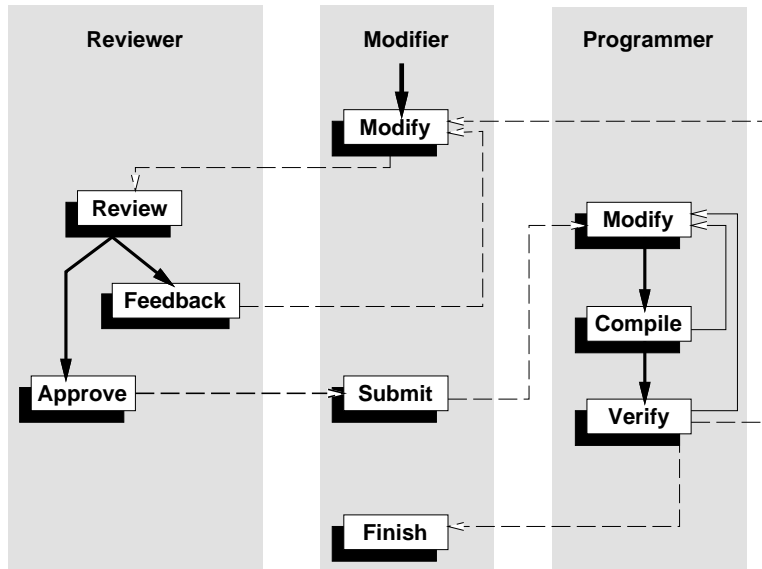 Reviewer
Modifier
Programmer
Modify
Review
Modify
Feedback
Compile
Approve
Submit
Verify
Finish